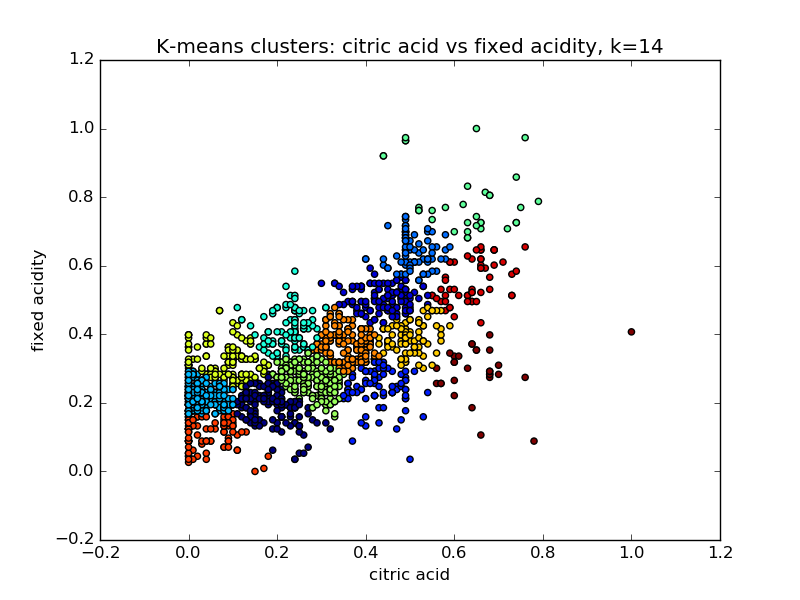 K-means clusters: citric acid vs fixed acidity, k=14
1.2
1.0
0.8
0.6
0.4
0.2
0.0
−0.2
fixed acidity
−0.2 0.0 0.2 0.4 0.6 0.8 1.0 1.2
citric acid